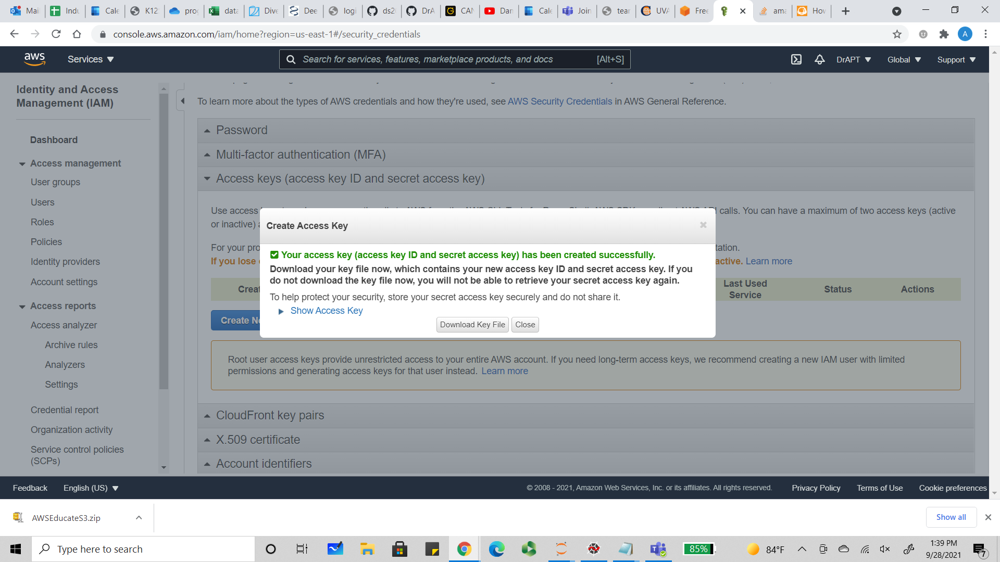 Mail
Indu
Cale
K12
prog
data
Dive
Dee
logi
ds2
DrA
CAN
Dan
Cale
Join
tear
UVA
Free
ama
How
console.aws.amazon.com/iam/home?region=us-east-1#/security_credentials
A
aws
Services
Search for services, features, marketplace products, and docs
[Alt+S]
DrAPT
Global
Support
Identity and Access
Management (IAM)
Dashboard
Access management
User groups
Users
Roles
Policies
Identity providers
Account settings
Access reports
Access analyzer
Archive rules
Analyzers
Settings
Credential report
Organization activity
Service control policies
(SCPs)
To learn more about the types of AWS credentials and how they're used, see AWS Security Credentials in AWS General Reference.
Password
Multi-factor authentication (MFA)
Access keys (access key ID and secret access key)
Use access
calls. You can have a maximum of two access keys (active
or inactive)
For your pro
tation.
If you lose
active. Learn more
Creat
Last Used
Service
Status
Actions
Create Ne
Create Access Key
Your access key (access key ID and secret access key) has been created successfully.
Download your key file now, which contains your new access key ID and secret access key. If you
do not download the key file now, you will not be able to retrieve your secret access key again.
To help protect your security, store your secret access key securely and do not share it.
Show Access Key
Download Key File
Close
Root user access keys provide unrestricted access to your entire AWS account. If you need long-term access keys, we recommend creating a new IAM user with limited
permissions and generating access keys for that user instead. Learn more
CloudFront key pairs
X.509 certificate
Account identifiers
Feedback
English (US)
© 2008 - 2021, Amazon Web Services, Inc. or its affiliates. All rights reserved.
Privacy Policy
Terms of Use
Cookie preferences
AWSEducateS3.zip
Show all
Type here to search
85%
84°F
1:39 PM
9/28/2021
7